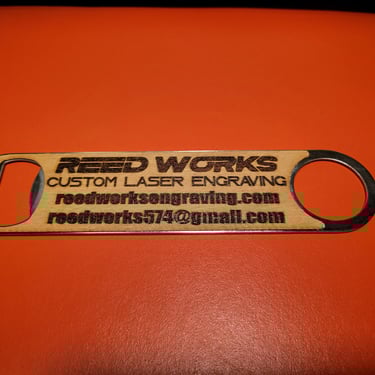 REED WORKS
CUSTOM LASER ENGRAVING
reedworksengraving.com
reedworks574@gmail.com